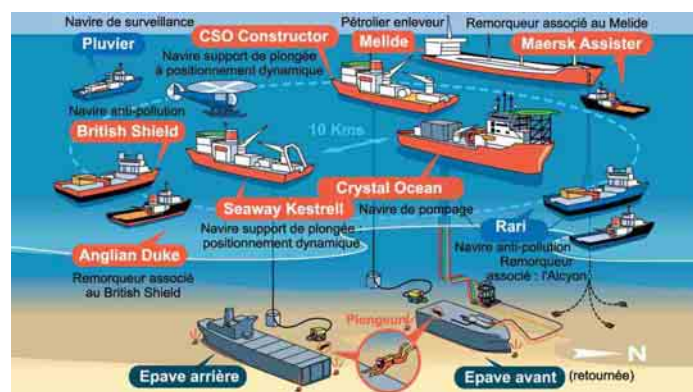 Navire de surveillance
Pluvier
CSO Constructor
Navire support de plongée
à positionnement dynamique
Pétrolier enleveur
Melide
Remorqueur associé au Melide
Maersk Assister
Navire anti-pollution
British Shield
10 Kms
Crystal Ocean
Navire de pompage
Seaway Kestrell
Navire support de plongée
positionnement dynamique
Rari
Navire anti-pollution
Remorqueur
associé : l'Alcyon
Anglian Duke
Remorqueur associé
au British Shield
Plongeurs
N
Epave arrière
Epave avant (retournée)